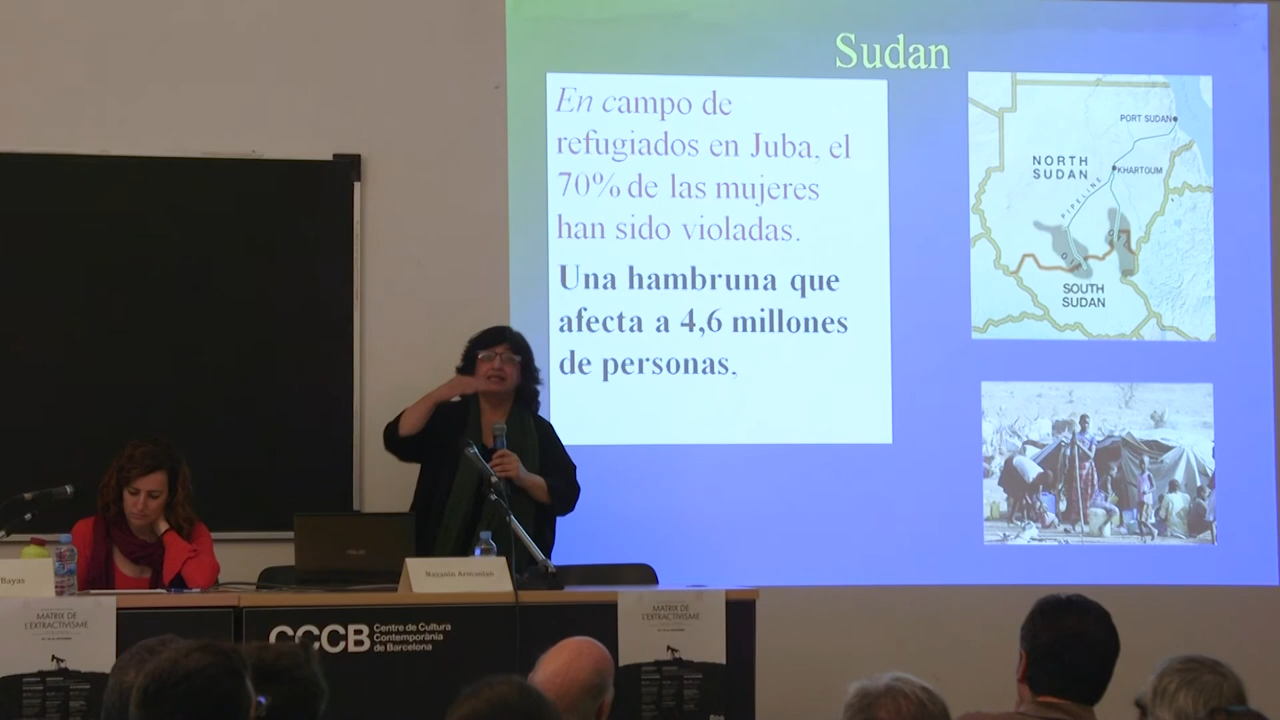 Sudan
En campo de
refugiados en Juba, el
70% de las mujeres
han sido violadas.
Una hambruna que
afecta a 4,6 millones
de personas,
PORT SUDAN
NORTH
SUDAN
KHARTOUM
PIPELINE
OIL
OIL
SOUTH
SUDAN
Bayas
Nazanín Armanian
MATRIX DE
L'EXTRACTIVISME
CCCB
Centre de Cultura
Contemporània
de Barcelona
MATRIX DE
L'EXTRACTIVISME